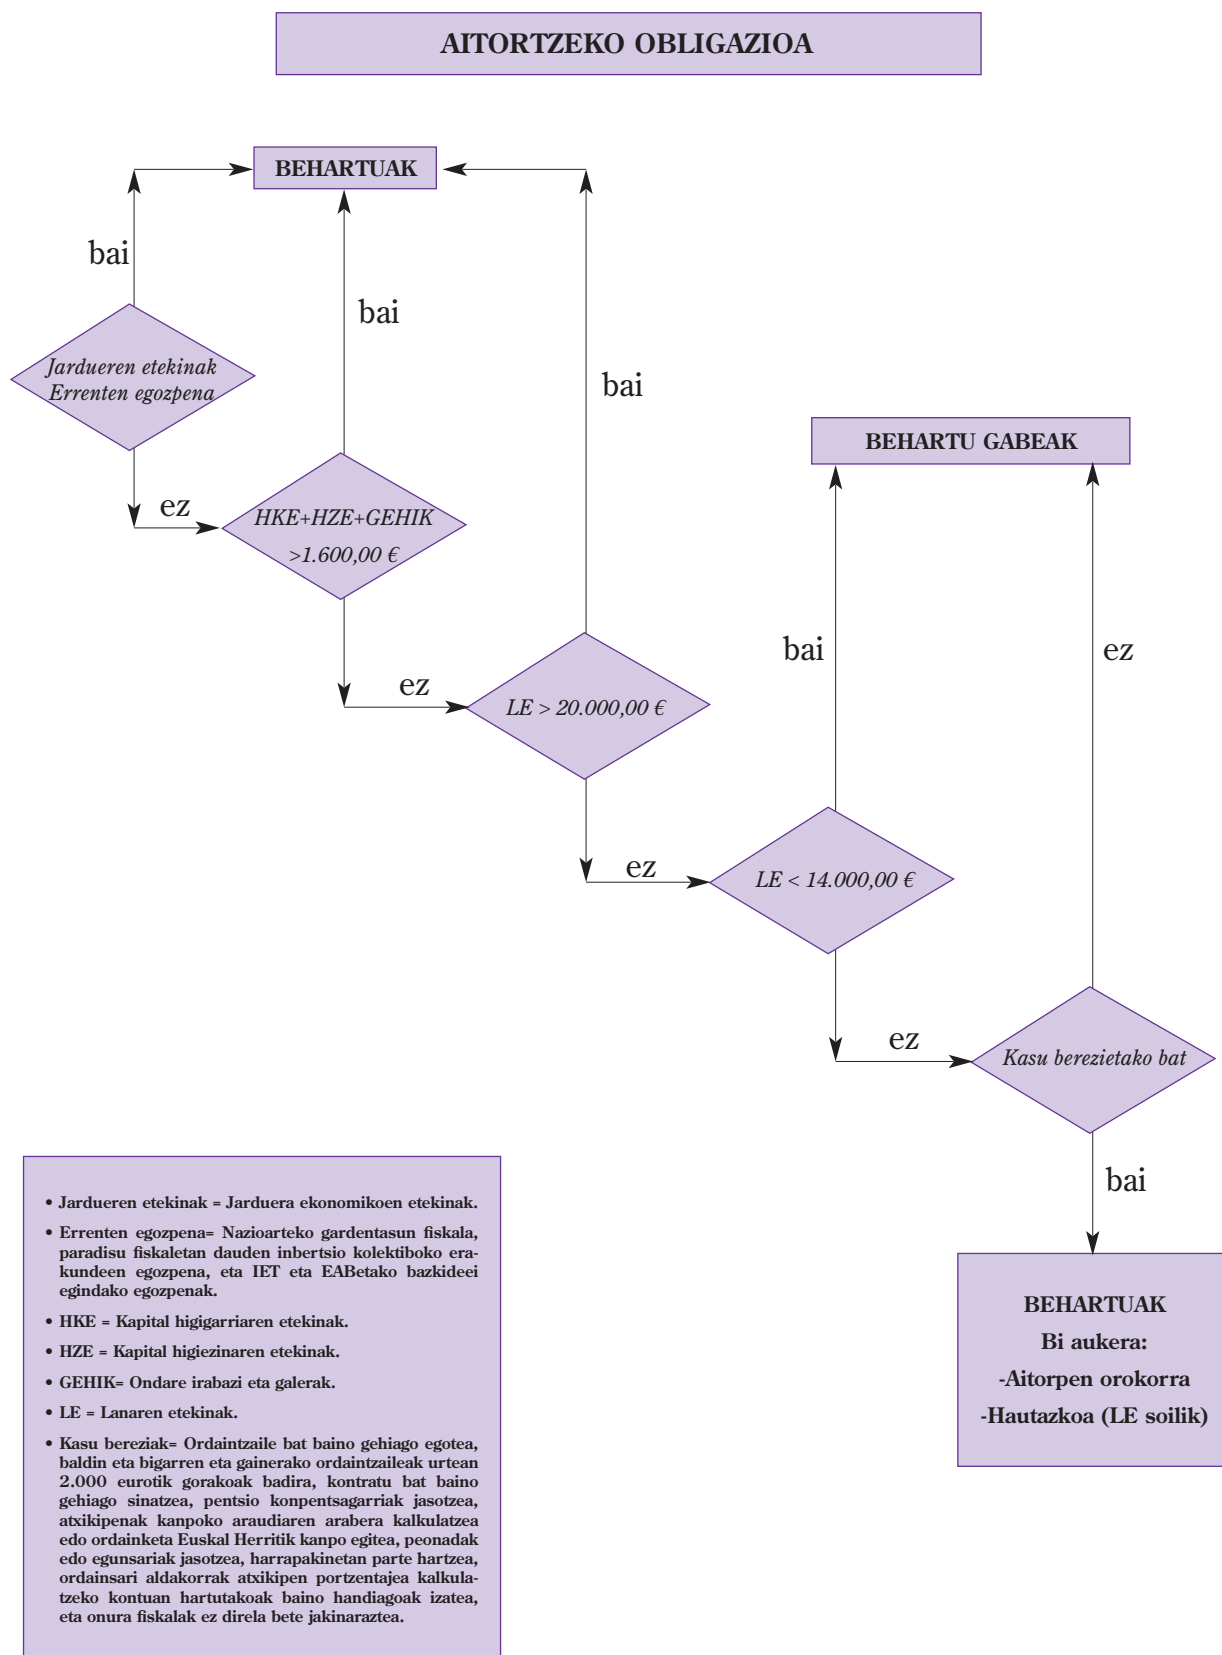 AITORTZEKO OBLIGAZIOA
BEHARTUAK
bai
bai
bai
Jardueren etekinak
Errenten egozpena
BEHARTU GABEAK
ez
HKE+HZE+GEHIK
>1.600,00 €
bai
ez
ez
LE > 20.000,00 €
ez
LE < 14.000,00 €
ez
Kasu berezietako bat
bai
BEHARTUAK
Bi aukera:
-Aitorpen orokorra
-Hautazkoa (LE soilik)
• Jardueren etekinak = Jarduera ekonomikoen etekinak.
• Errenten egozpena= Nazioarteko gardentasun fiskala,
paradisu fiskaletan dauden inbertsio kolektiboko era-
kundeen egozpena, eta IET eta EABetako bazkideei
egindako egozpenak.
• HKE = Kapital higigarriaren etekinak.
• HZE = Kapital higiezinaren etekinak.
• GEHIK= Ondare irabazi eta galerak.
• LE = Lanaren etekinak.
• Kasu bereziak= Ordaintzaile bat baino gehiago egotea,
baldin eta bigarren eta gainerako ordaintzaileak urtean
2.000 eurotik gorakoak badira, kontratu bat baino
gehiago sinatzea, pentsio konpentsagarriak jasotzea,
atxikipenak kanpoko araudiaren arabera kalkulatzea
edo ordainketa Euskal Herritik kanpo egitea, peonadak
edo egunsariak jasotzea, harrapakinetan parte hartzea,
ordainsari aldakorrak atxikipen portzentajea kalkula-
tzeko kontuan hartutakoak baino handiagoak izatea,
eta onura fiskalak ez direla bete jakinaraztea.